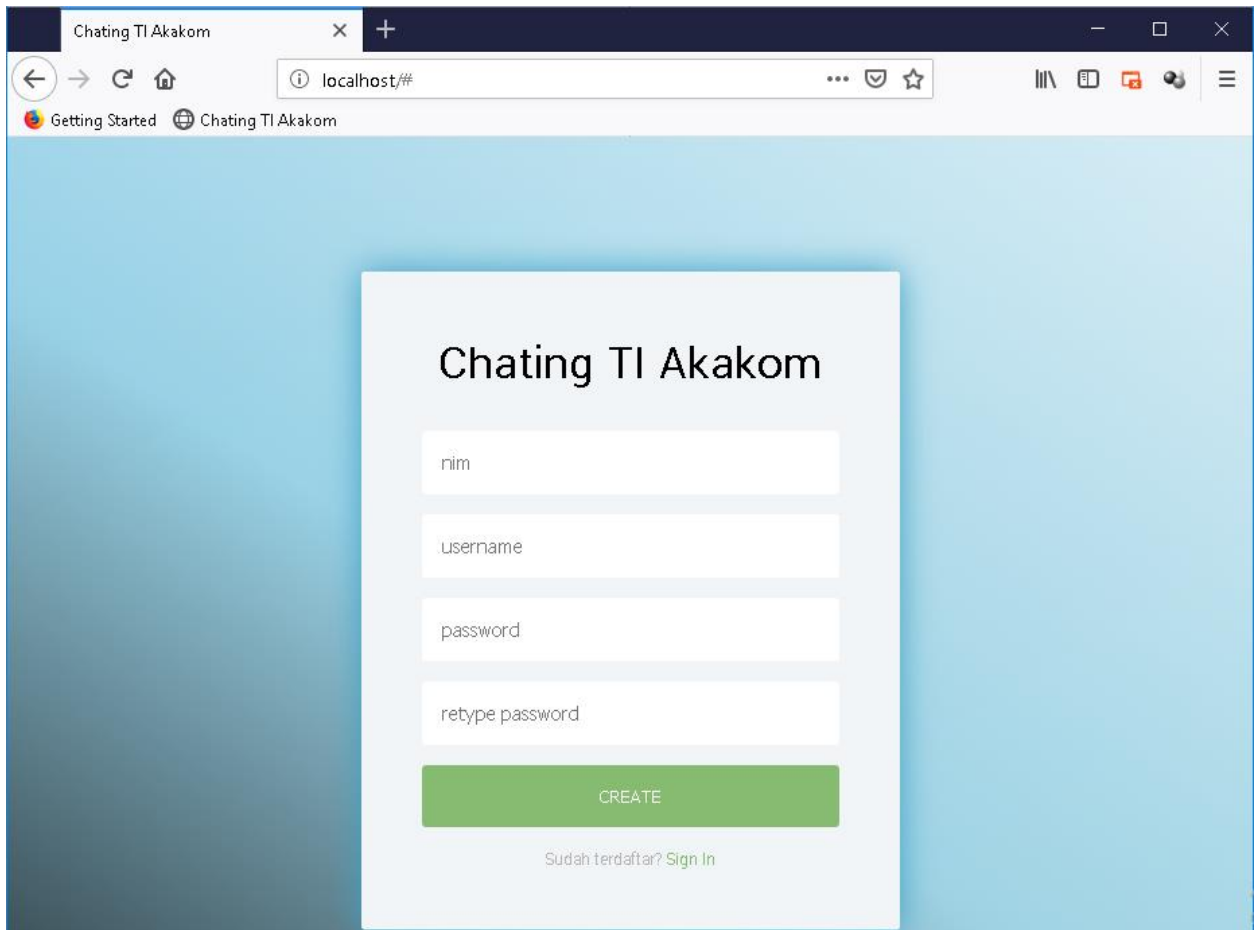 Chating TI Akakom
localhost/#
Getting Started Chating TI Akakom
Chating TI Akakom
nim
username
password
retype password
CREATE
Sudah terdaftar? Sign In